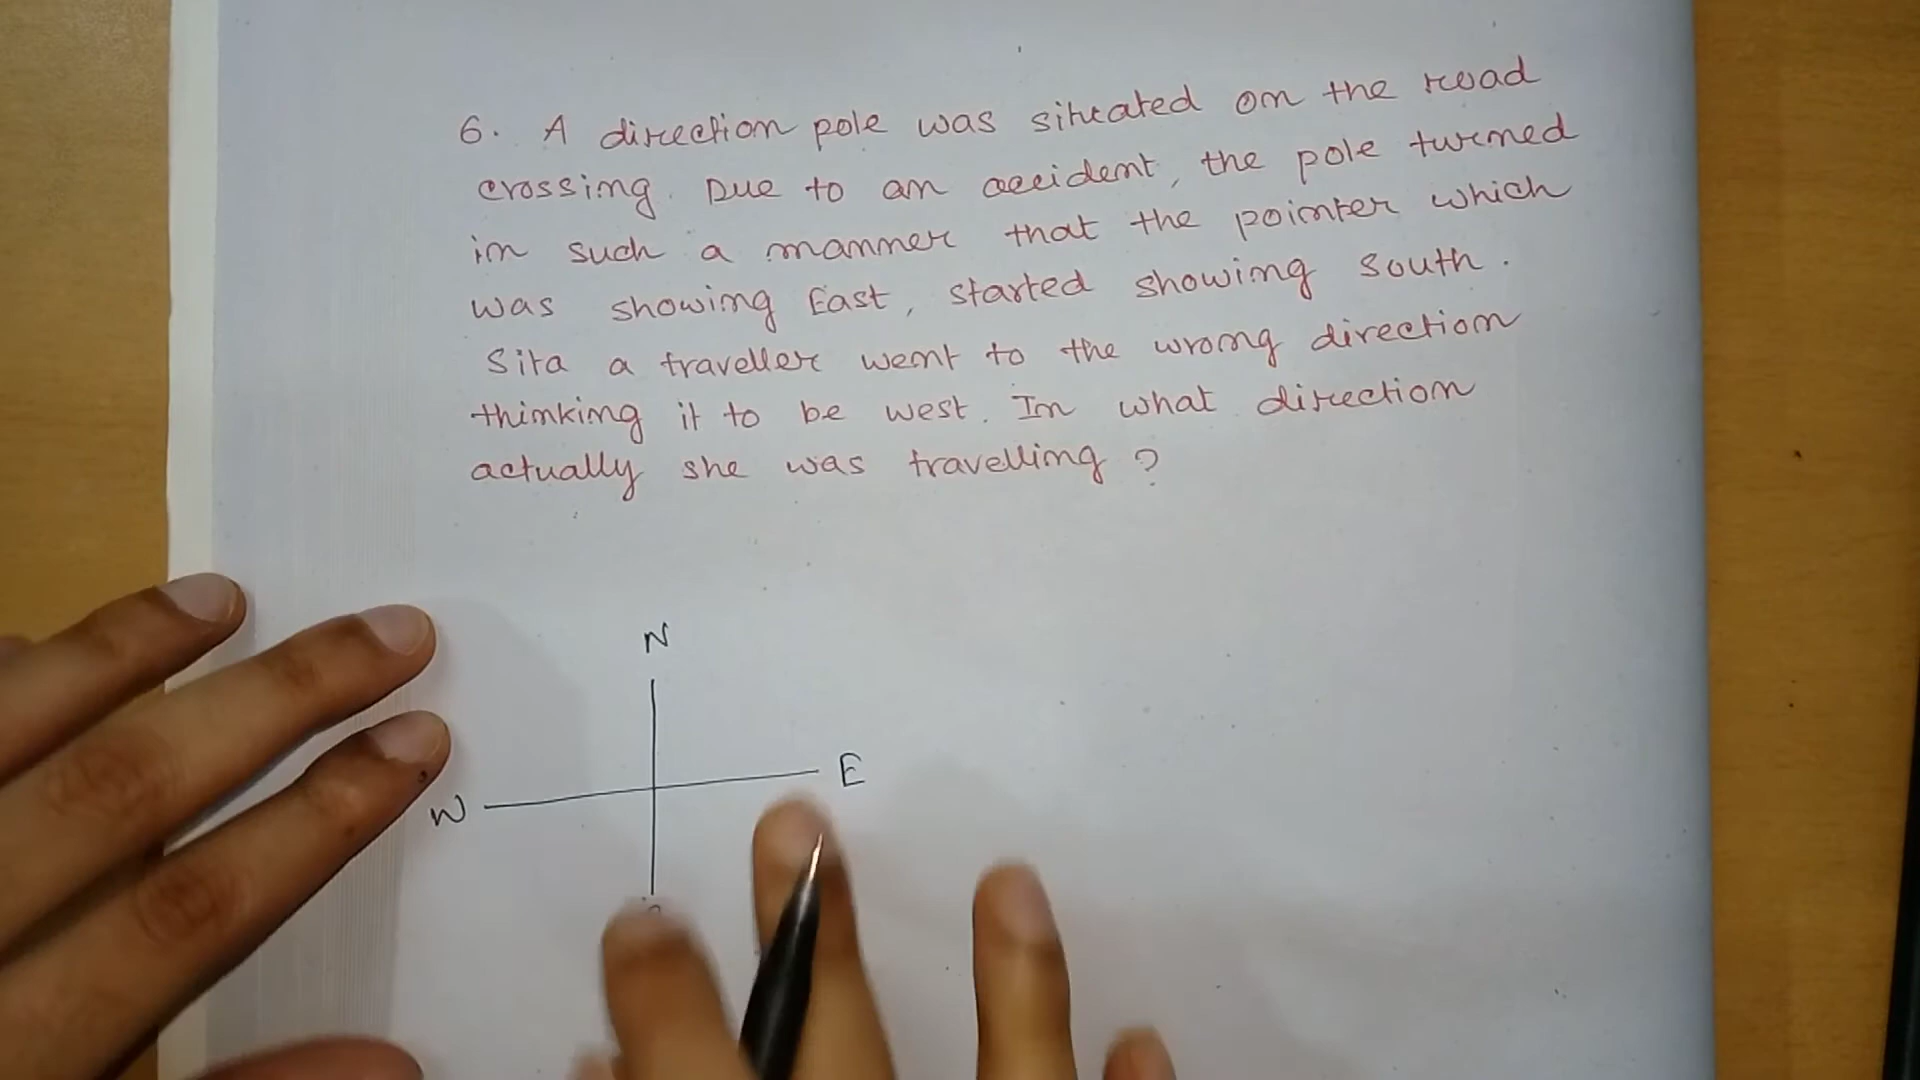 6. A direction pole was situated on the road
crossing. Due to an accident, the pole turned
in such a manner that the pointer which
was showing East, started showing south.
Sita a traveller went to the wrong direction
thinking it to be west. In what direction
actually she was travelling ?
N
E
W